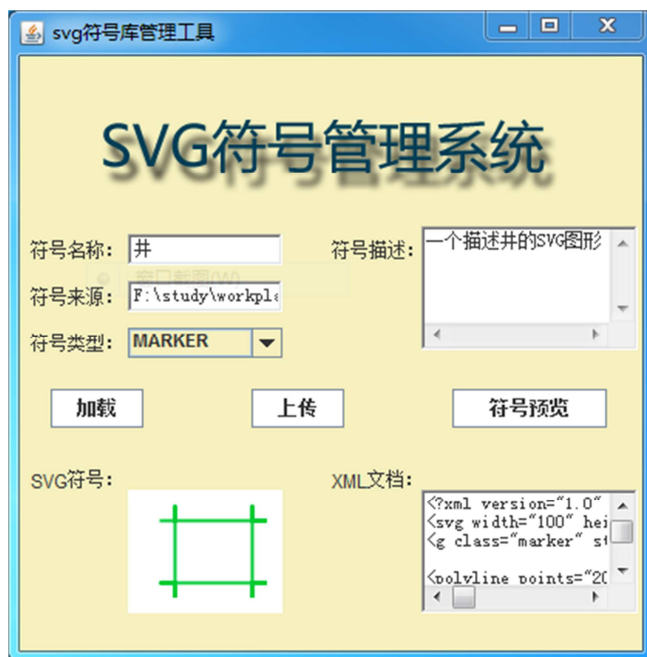 svg符号库管理工具
SVG符号管理系统
符号名称：
井
符号描述：
一个描述井的SVG图形
窗口截图(W)
符号来源：
F:\study\workpla
符号类型：
MARKER
加载
上传
符号预览
SVG符号：
XML文档：
<?xml version="1.0"
<svg width="100" hei
<g class="marker" st
<polyline points="20